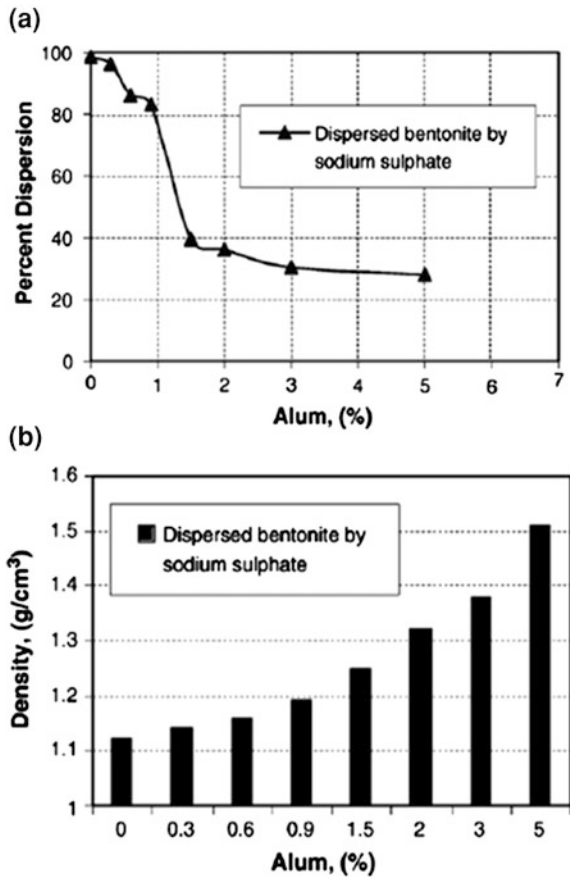 (a)
100
80
60
40
20
0
Percent Dispersion
Dispersed bentonite by
sodium sulphate
0 1 2 3 4 5 6 7
Alum, (%)
(b)
1.6
1.5
1.4
1.3
1.2
1.1
1
Density, (g/cm³)
Dispersed bentonite by
sodium sulphate
0 0.3 0.6 0.9 1.5 2 3 5
Alum, (%)